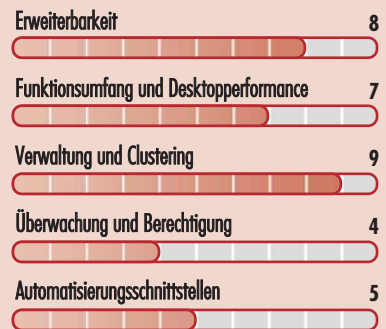 Erweiterbarkeit 8
Funktionsumfang und Desktopperformance 7
Verwaltung und Clustering 9
Überwachung und Berechtigung 4
Automatisierungsschnittstellen 5